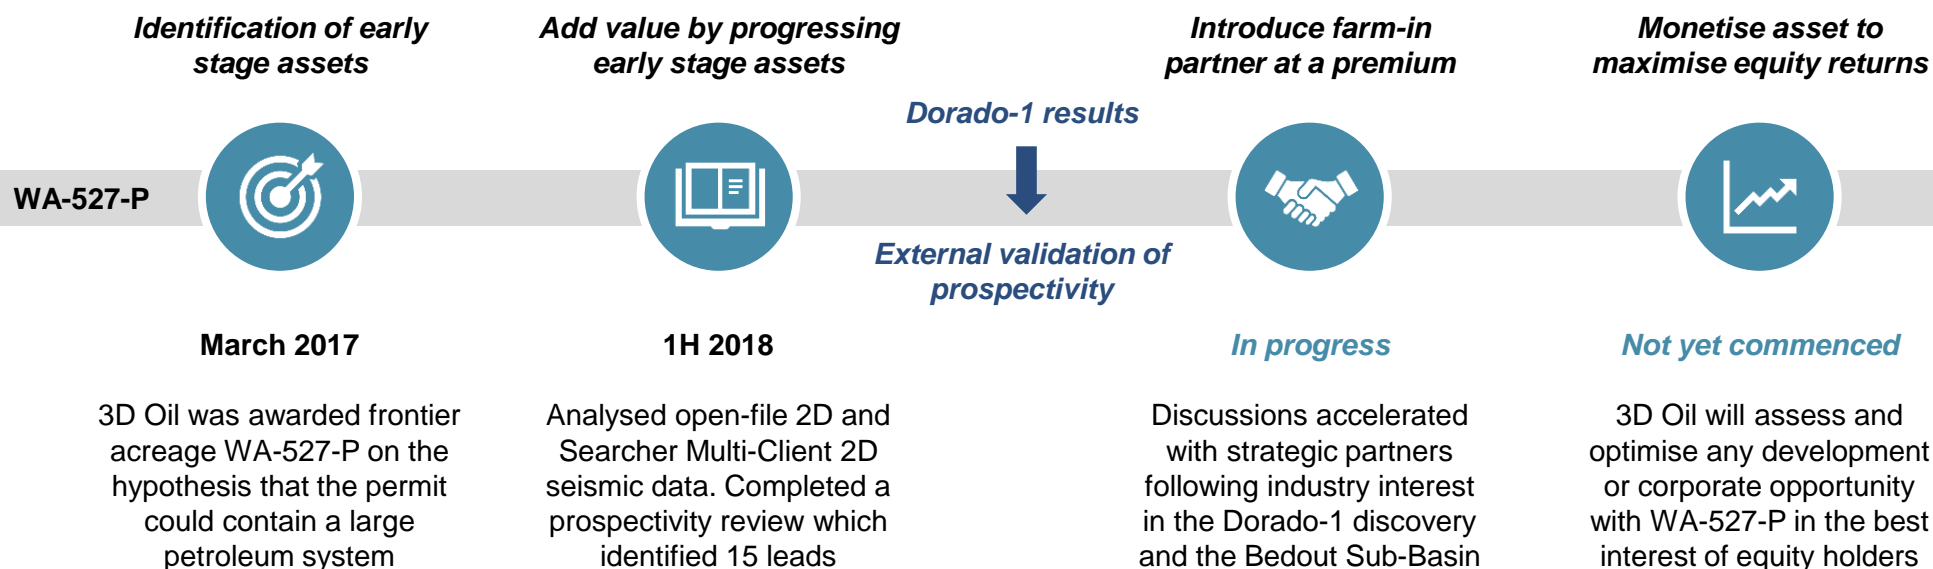 Identification of early
stage assets
Add value by progressing
early stage assets
Introduce farm-in
partner at a premium
Monetise asset to
maximise equity returns
Dorado-1 results
WA-527-P
External validation of
prospectivity
March 2017
1H 2018
In progress
Not yet commenced
3D Oil was awarded frontier
acreage WA-527-P on the
hypothesis that the permit
could contain a large
petroleum system
Analysed open-file 2D and
Searcher Multi-Client 2D
seismic data. Completed a
prospectivity review which
identified 15 leads
Discussions accelerated
with strategic partners
following industry interest
in the Dorado-1 discovery
and the Bedout Sub-Basin
3D Oil will assess and
optimise any development
or corporate opportunity
with WA-527-P in the best
interest of equity holders